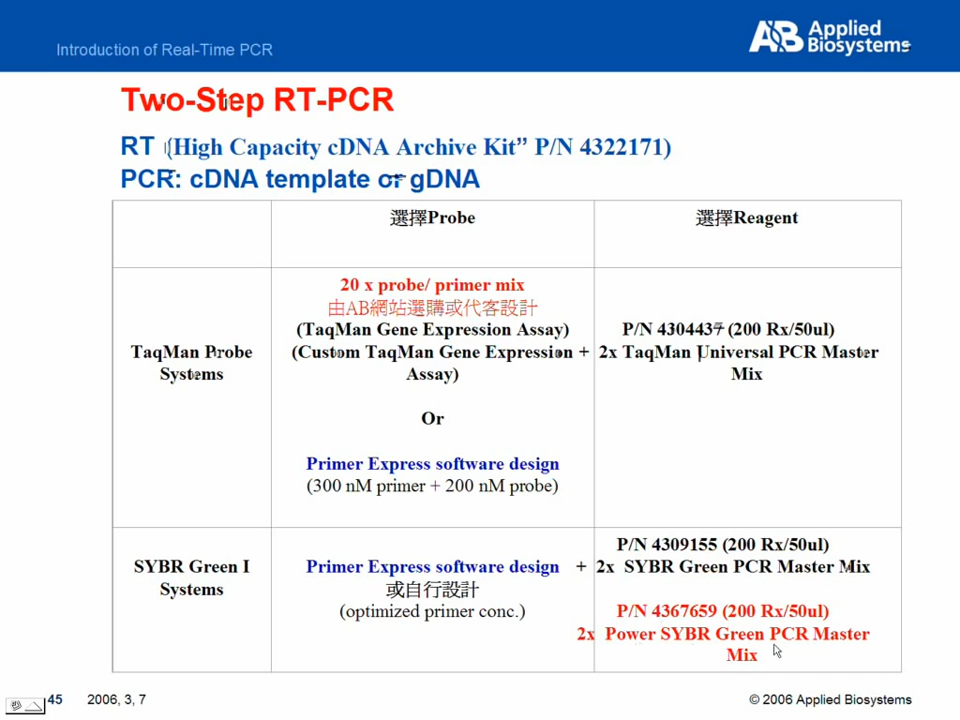 Introduction of Real-Time PCR
AB Applied Biosystems
Two-Step RT-PCR
RT (High Capacity cDNA Archive Kit” P/N 4322171)
PCR: cDNA template or gDNA
選擇Probe
選擇Reagent
TaqMan Probe
Systems
20 x probe/ primer mix
由AB網站選購或代客設計
(TaqMan Gene Expression Assay)
(Custom TaqMan Gene Expression +
Assay)
Or
Primer Express software design
(300 nM primer + 200 nM probe)
P/N 4304437 (200 Rx/50ul)
2x TaqMan Universal PCR Master
Mix
SYBR Green I
Systems
Primer Express software design +
或自行設計
(optimized primer conc.)
P/N 4309155 (200 Rx/50ul)
2x SYBR Green PCR Master Mix
P/N 4367659 (200 Rx/50ul)
2x Power SYBR Green PCR Master
Mix
45 2006, 3, 7
© 2006 Applied Biosystems